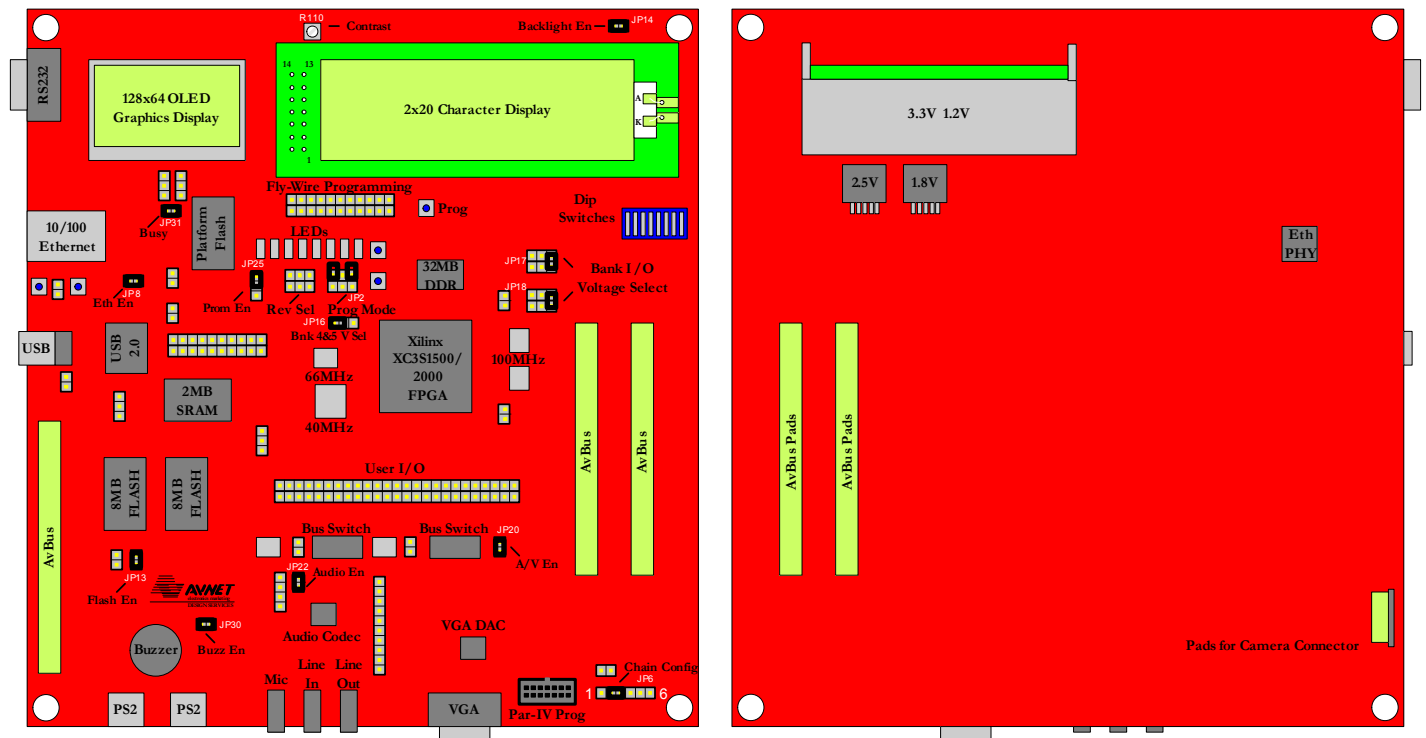 R110
Contrast
Backlight En
JP14
14
13
1
RS232
128x64 OLED
Graphics Display
2x20 Character Display
A
K
3.3V 1.2V
2.5V
1.8V
Fly-Wire Programming
Prog
Dip
Switches
10/100
Ethernet
JP31
Busy
Platform
Flash
LEDs
Eth
PHY
JP8
Eth En
JP25
Prom En
Rev Sel
JP2
Prog Mode
32MB
DDR
JP17
JP18
Bank I/O
Voltage Select
JP16
Bnk 4&5 V Sel
USB
USB
2.0
66MHz
Xilinx
XC3S1500/
2000
FPGA
100MHz
2MB
SRAM
40MHz
AvBus
AvBus
AvBus
AvBus Pads
AvBus Pads
8MB
FLASH
8MB
FLASH
User I/O
Bus Switch
Bus Switch
JP20
A/V En
JP13
Flash En
JP22
Audio En
AVNET
electronics marketing
DESIGN SERVICES
Audio Codec
VGA DAC
Buzzer
JP30
Buzz En
Pads for Camera Connector
Chain Config
JP6
1
6
Mic
Line
In
Line
Out
PS2
PS2
VGA
Par-IV Prog